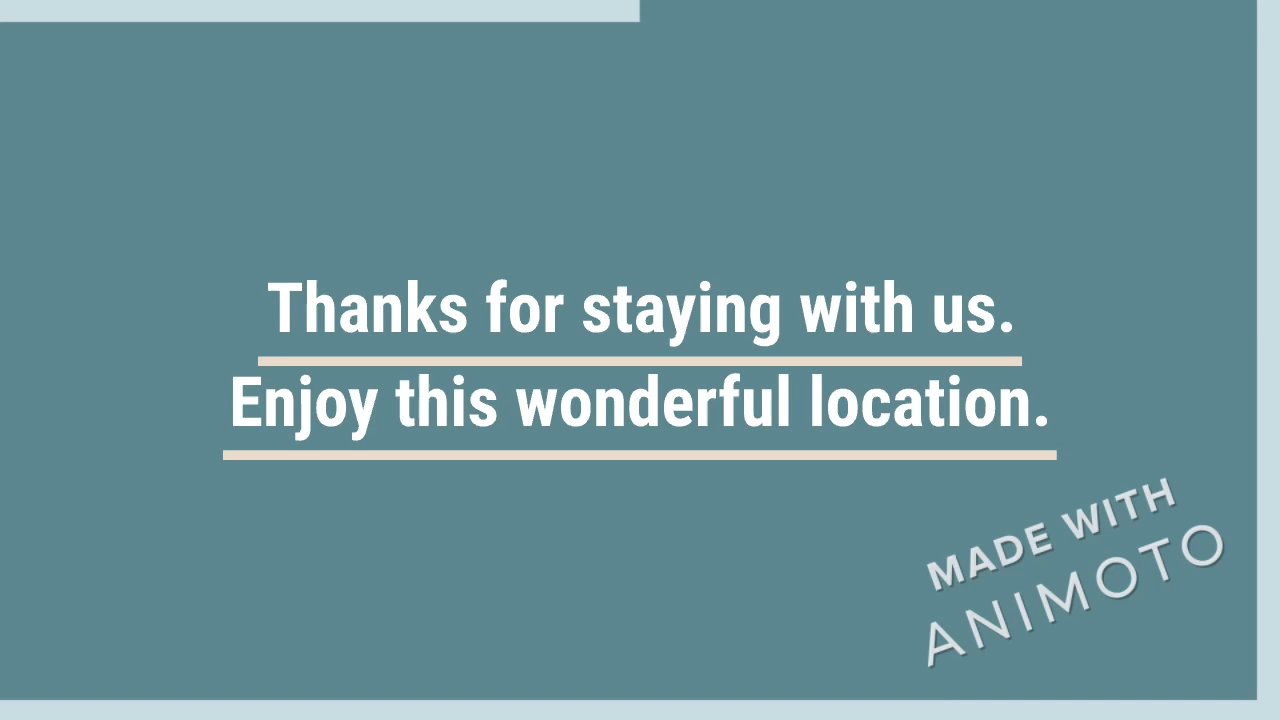 Thanks for staying with us.
Enjoy this wonderful location.
MADE WITH
ANIMOTO